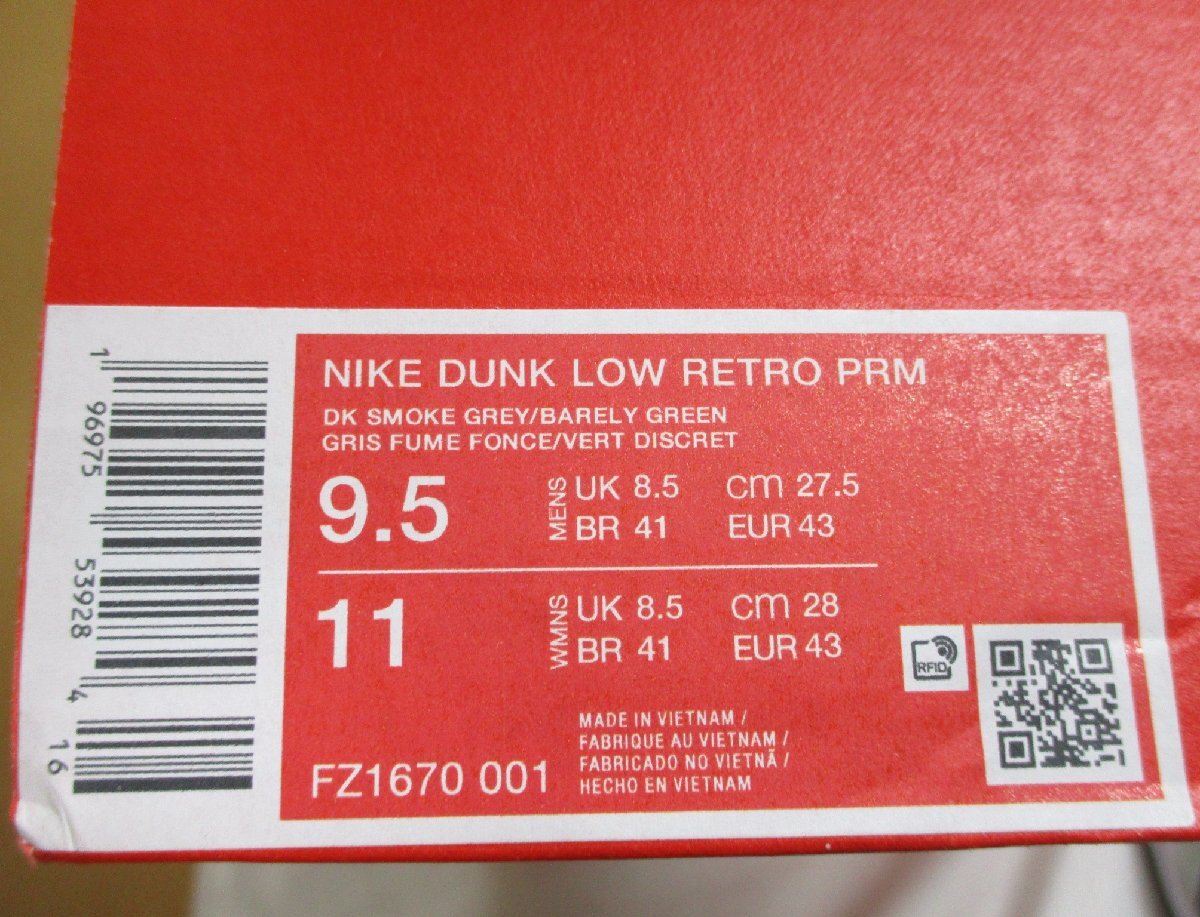 NIKE DUNK LOW RETRO PRM
DK SMOKE GREY/BARELY GREEN
GRIS FUME FONCE/VERT DISCRET
9.5 MENS UK 8.5 cm 27.5
BR 41 EUR 43
11 WMNS UK 8.5 cm 28
BR 41 EUR 43
RFID
FZ1670 001
MADE IN VIETNAM /
FABRIQUE AU VIETNAM /
FABRICADO NO VIETNÃ /
HECHO EN VIETNAM
1 96975 53928 4 16